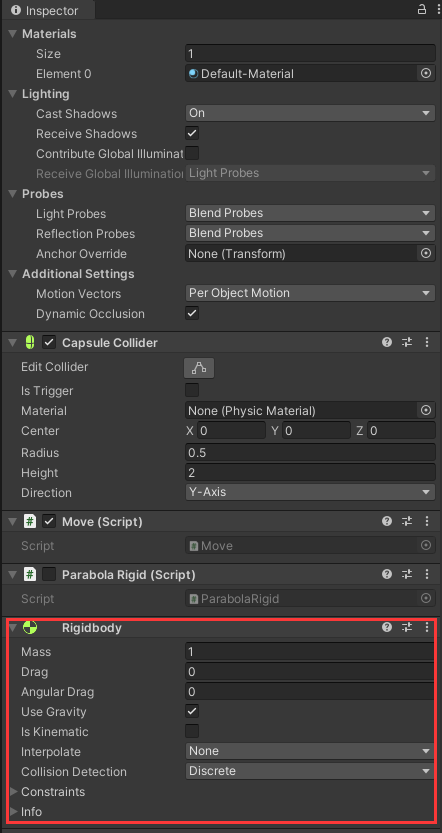 Inspector
Materials
Size 1
Element 0 Default-Material
Lighting
Cast Shadows On
Receive Shadows
Contribute Global Illuminat
Receive Global Illumination Light Probes
Probes
Light Probes Blend Probes
Reflection Probes Blend Probes
Anchor Override None (Transform)
Additional Settings
Motion Vectors Per Object Motion
Dynamic Occlusion
Capsule Collider
Edit Collider
Is Trigger
Material None (Physic Material)
Center X 0 Y 0 Z 0
Radius 0.5
Height 2
Direction Y-Axis
# Move (Script)
Script Move
# Parabola Rigid (Script)
Script ParabolaRigid
Rigidbody
Mass 1
Drag 0
Angular Drag 0
Use Gravity
Is Kinematic
Interpolate None
Collision Detection Discrete
Constraints
Info